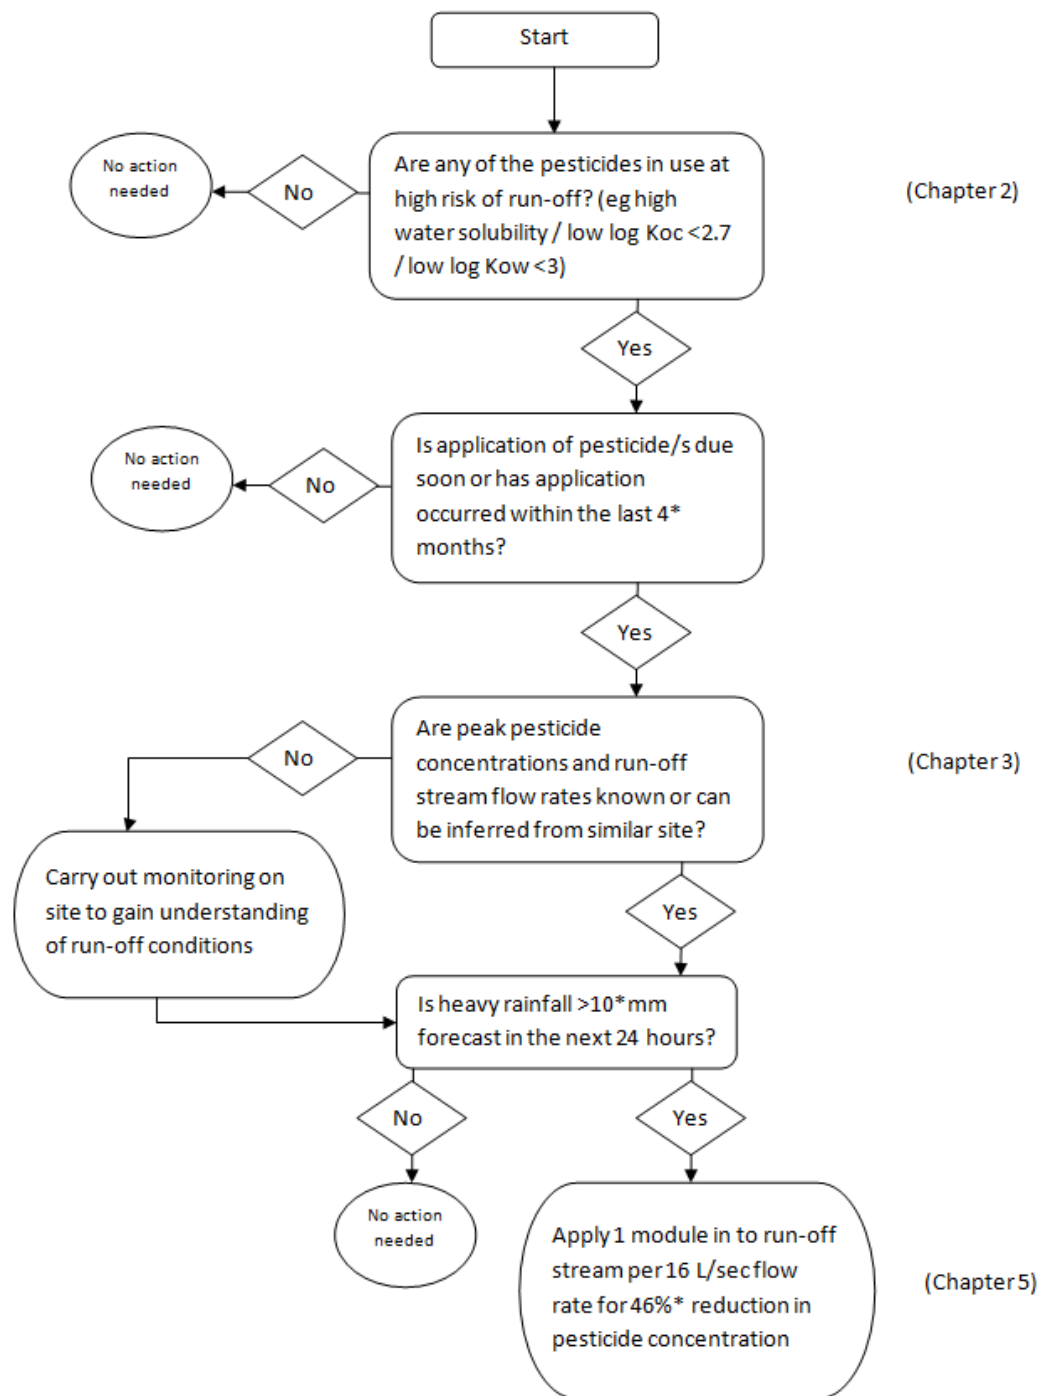 Start
Are any of the pesticides in use at
high risk of run-off? (eg high
water solubility / low log Koc <2.7
/ low log Kow <3)
No
No action
needed
(Chapter 2)
Yes
Is application of pesticide/s due
soon or has application
occurred within the last 4*
months?
No
No action
needed
Yes
Are peak pesticide
concentrations and run-off
stream flow rates known or can
be inferred from similar site?
No
(Chapter 3)
Carry out monitoring on
site to gain understanding
of run-off conditions
Yes
Is heavy rainfall >10* mm
forecast in the next 24 hours?
No
Yes
No action
needed
Apply 1 module in to run-off
stream per 16 L/sec flow
rate for 46%* reduction in
pesticide concentration
(Chapter 5)